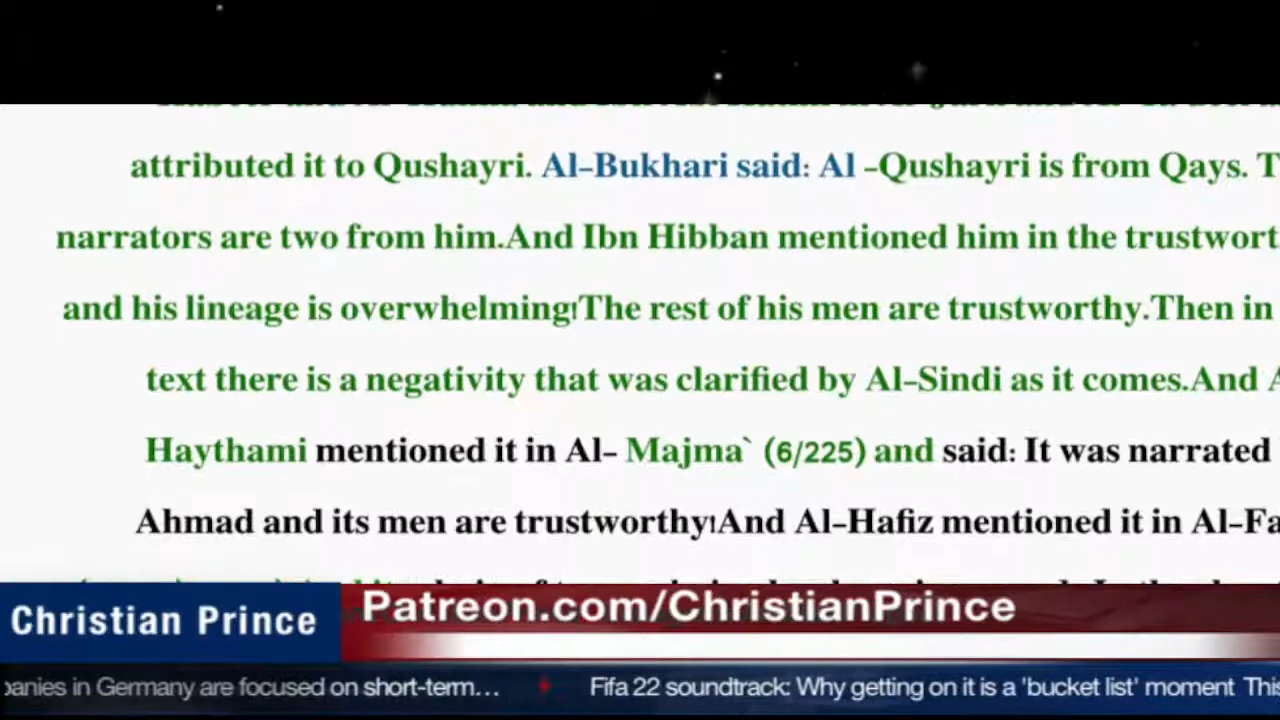 attributed it to Qushayri. Al-Bukhari said: Al -Qushayri is from Qays. T
narrators are two from him.And Ibn Hibban mentioned him in the trustwort
and his lineage is overwhelming!The rest of his men are trustworthy.Then in
text there is a negativity that was clarified by Al-Sindi as it comes.And A
Haythami mentioned it in Al- Majma` (6/225) and said: It was narrated
Ahmad and its men are trustworthy!And Al-Hafiz mentioned it in Al-Fa
Christian Prince
Patreon.com/ChristianPrince
panies in Germany are focused on short-term... Fifa 22 soundtrack: Why getting on it is a 'bucket list' moment This